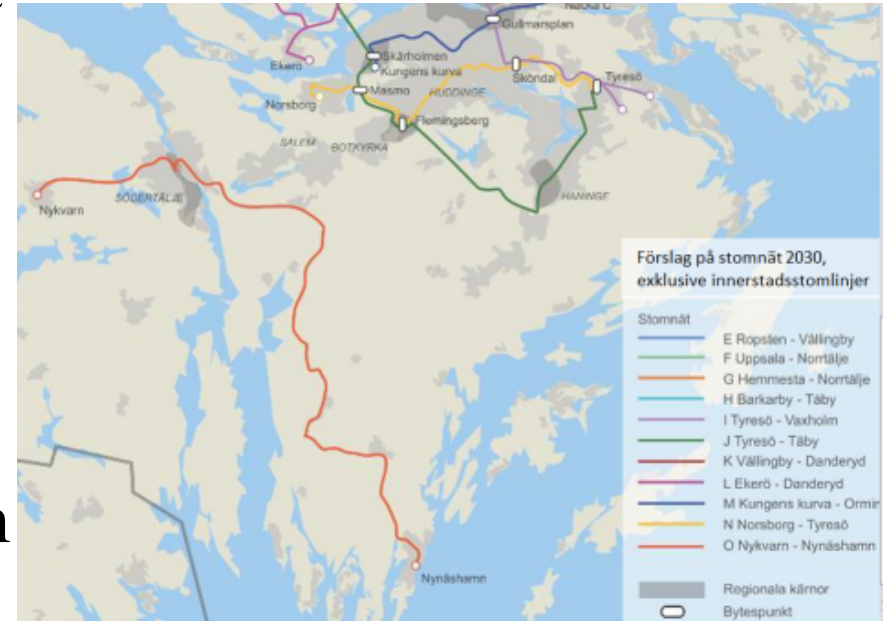 Nacka C
Gullmarsplan
Skärholmen
Ekerö
Kungens kurva
Sköndal
Tyresö
Norsborg
Masmo
HUDDINGE
Flemingsberg
SALEM
BOTKYRKA
Nykvarn
SÖDERTÄLJE
HANINGE
Förslag på stomnät 2030,
exklusive innerstadsstomlinjer
Stomnät
E Ropsten - Vällingby
F Uppsala - Norrtälje
G Hemmesta - Norrtälje
H Barkarby - Täby
I Tyresö - Vaxholm
J Tyresö - Täby
K Vällingby - Danderyd
L Ekerö - Danderyd
M Kungens kurva - Ormin
N Norsborg - Tyresö
O Nykvarn - Nynäshamn
n
Nynäshamn
Regionala kärnor
Bytespunkt